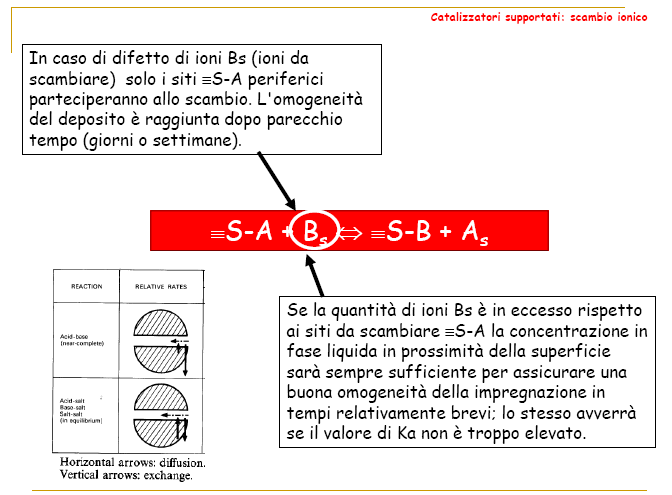 Catalizzatori supportati: scambio ionico
In caso di difetto di ioni Bs (ioni da
scambiare) solo i siti ≡S-A periferici
parteciperanno allo scambio. L'omogeneità
del deposito è raggiunta dopo parecchio
tempo (giorni o settimane).
≡S-A + Bs ⇔ ≡S-B + As
REACTION RELATIVE RATES
Acid-base
(near-complete)
Acid-salt
Base-salt
Salt-salt
(in equilibrium)
Horizontal arrows: diffusion.
Vertical arrows: exchange.
Se la quantità di ioni Bs è in eccesso rispetto
ai siti da scambiare ≡S-A la concentrazione in
fase liquida in prossimità della superficie
sarà sempre sufficiente per assicurare una
buona omogeneità della impregnazione in
tempi relativamente brevi; lo stesso avverrà
se il valore di Ka non è troppo elevato.